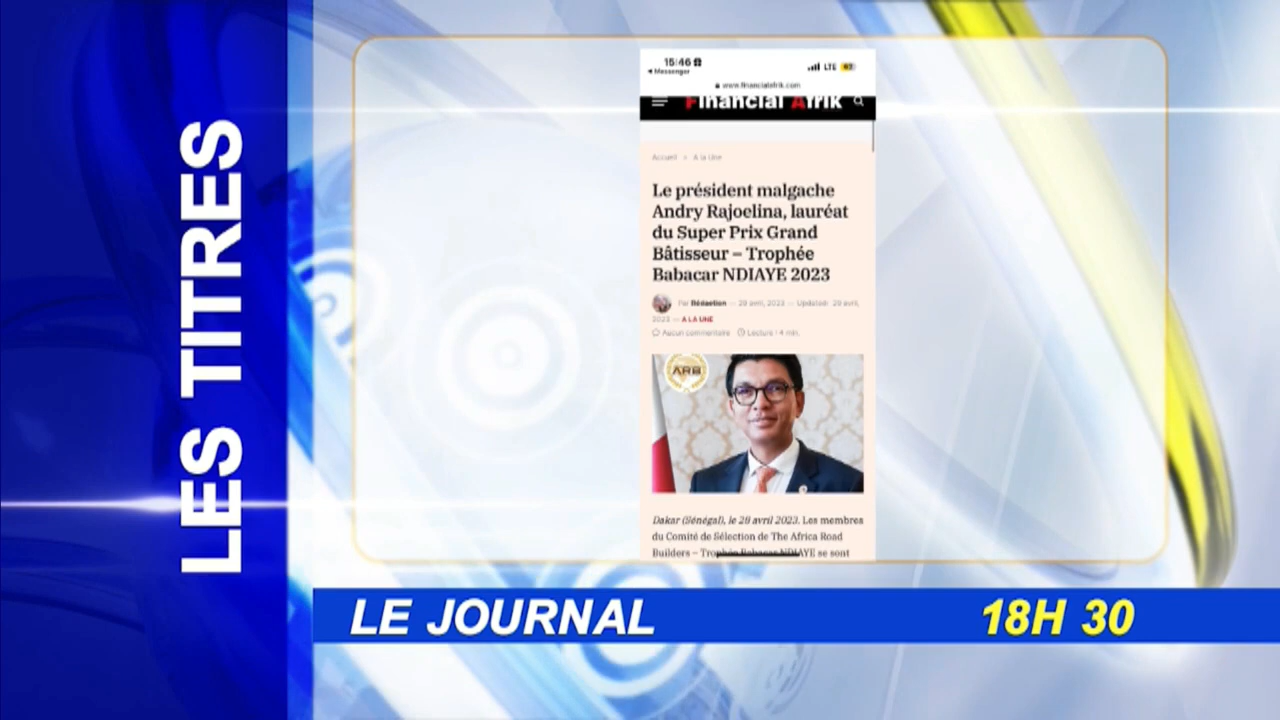 LES TITRES
15:46
LTE
Messenger
www.financialafrik.com
Financial Afrik
Accueil
A la Une
Le président malgache
Andry Rajoelina, lauréat
du Super Prix Grand
Bâtisseur – Trophée
Babacar NDIAYE 2023
Par Rédaction — 29 avril, 2023 — Updated: 29 avril,
2023 — A LA UNE
Aucun commentaire Lecture : 4 min.
ARB
Dakar (Sénégal), le 28 avril 2023. Les membres
du Comité de Sélection de The Africa Road
Builders – Trophée Babacar NDIAYE se sont
LE JOURNAL
18H 30